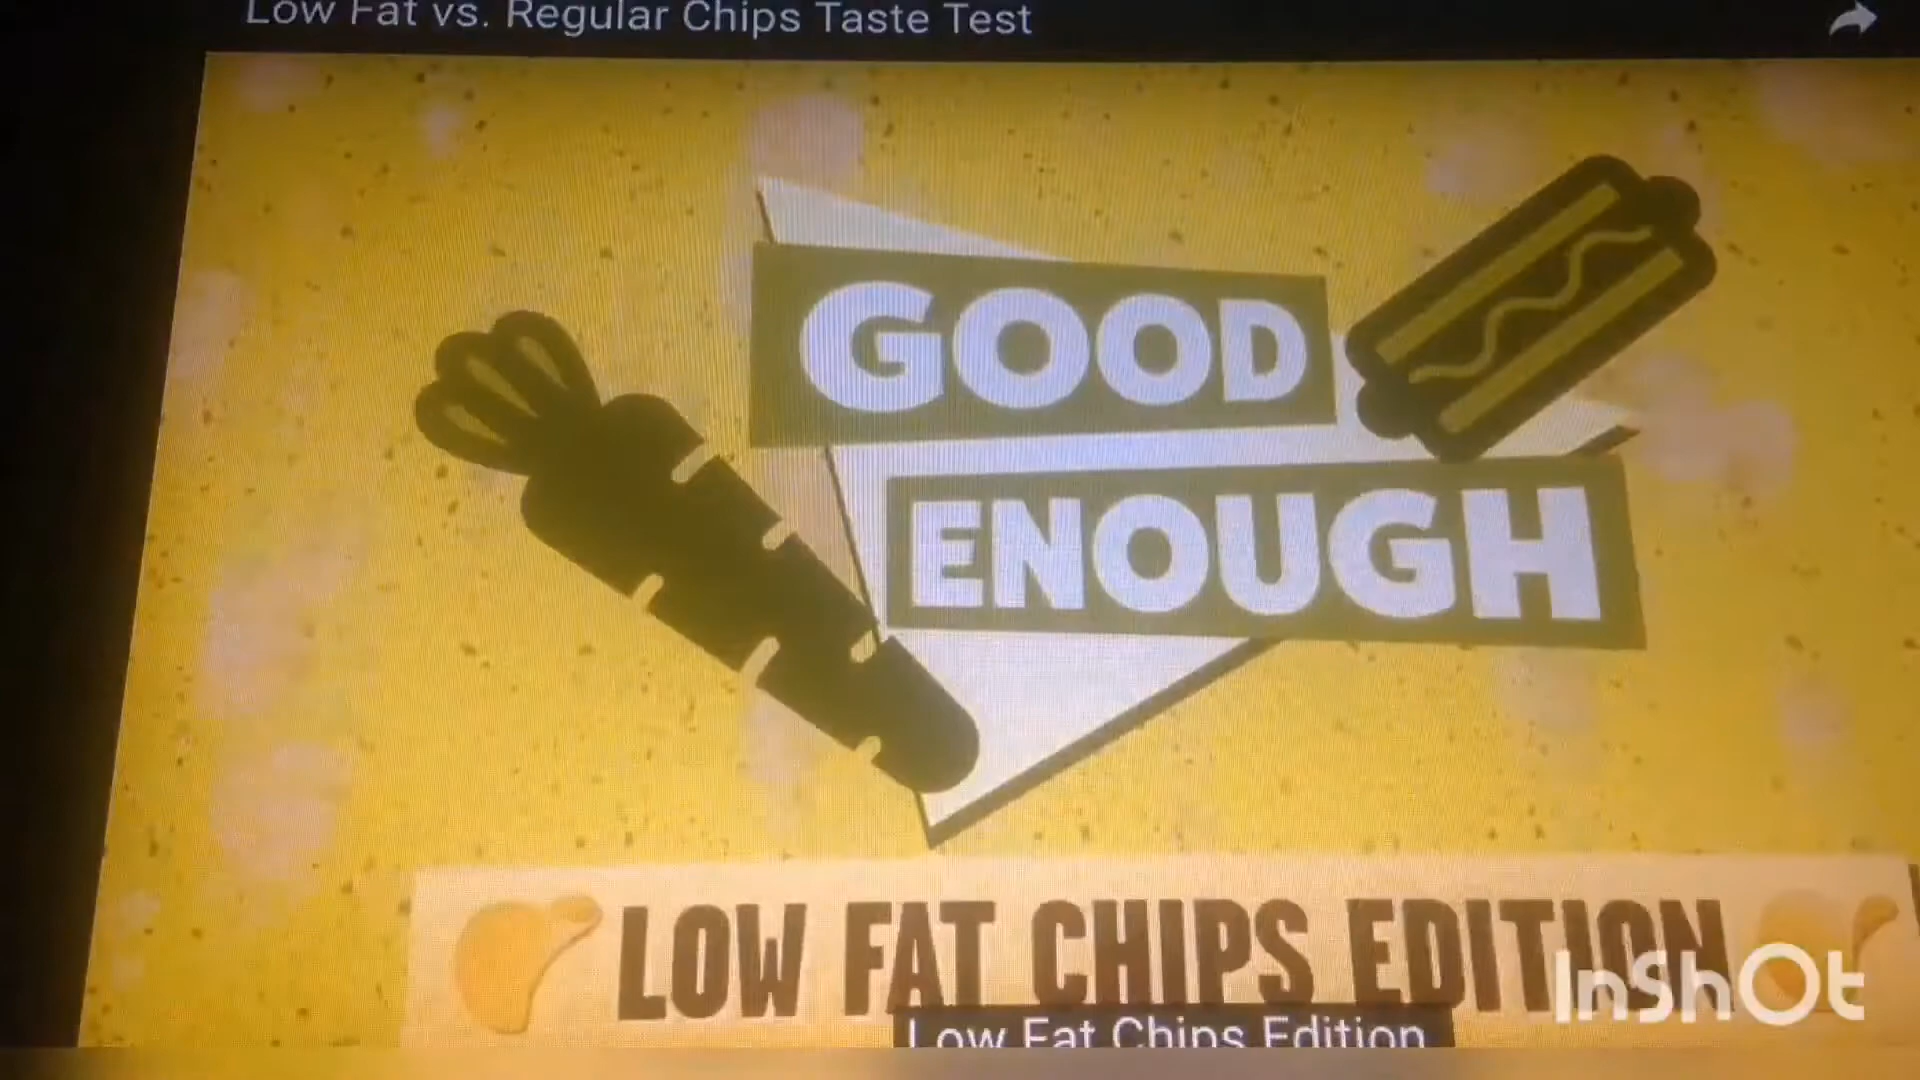 Low Fat vs. Regular Chips Taste Test
GOOD
ENOUGH
LOW FAT CHIPS EDITION
Low Fat Chips Edition
InShOt